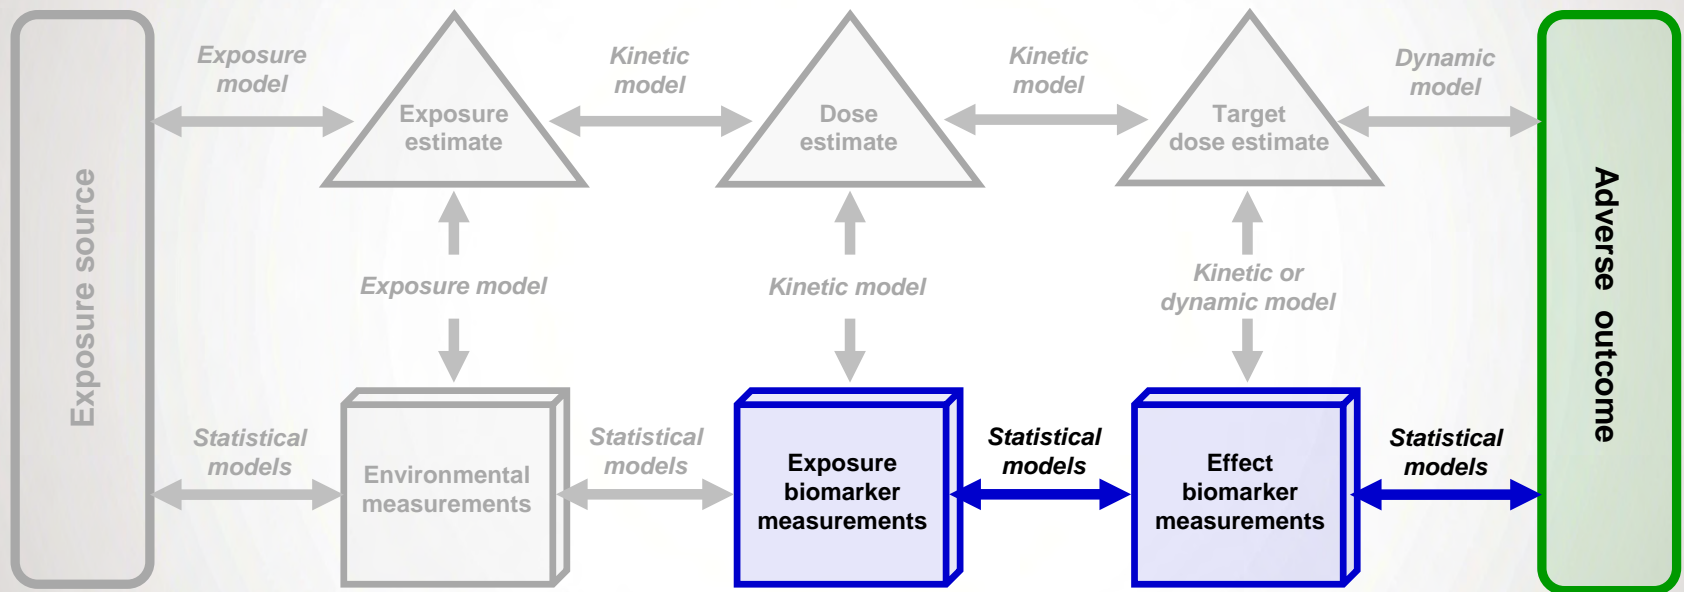 Exposure source
Exposure
model
Exposure
estimate
Kinetic
model
Dose
estimate
Kinetic
model
Target
dose estimate
Dynamic
model
Adverse outcome
Exposure model
Kinetic model
Kinetic or
dynamic model
Statistical
models
Environmental
measurements
Statistical
models
Exposure
biomarker
measurements
Statistical
models
Effect
biomarker
measurements
Statistical
models